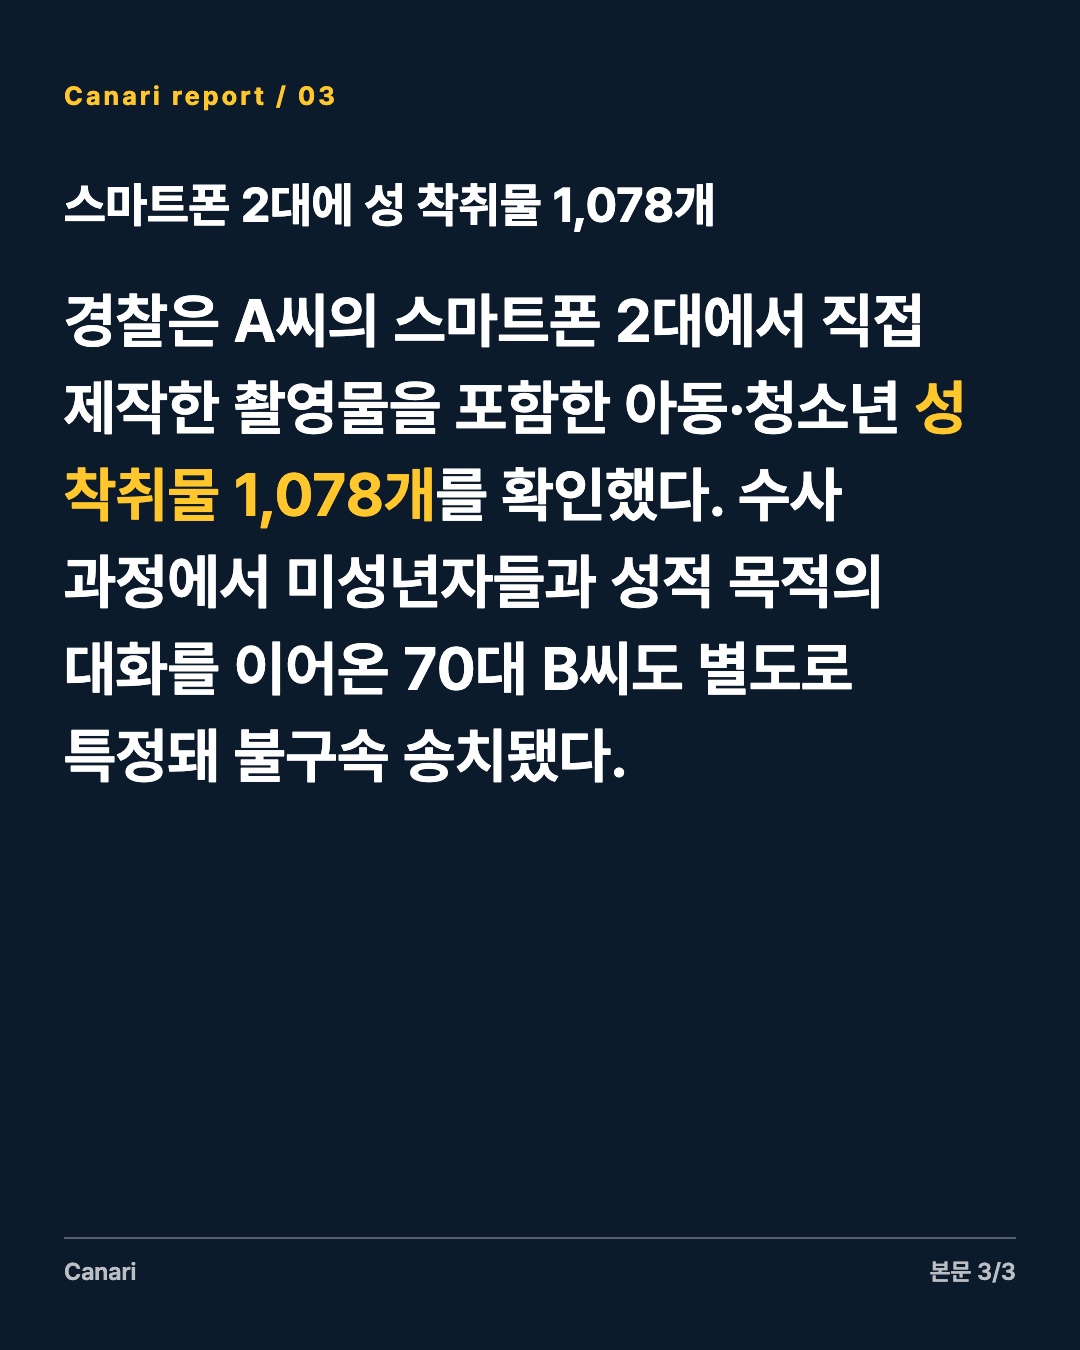 Canari report / 03
스마트폰 2대에 성 착취물 1,078개
경찰은 A씨의 스마트폰 2대에서 직접
제작한 촬영물을 포함한 아동·청소년 성
착취물 1,078개를 확인했다. 수사
과정에서 미성년자들과 성적 목적의
대화를 이어온 70대 B씨도 별도로
특정돼 불구속 송치됐다.
Canari
본문 3/3